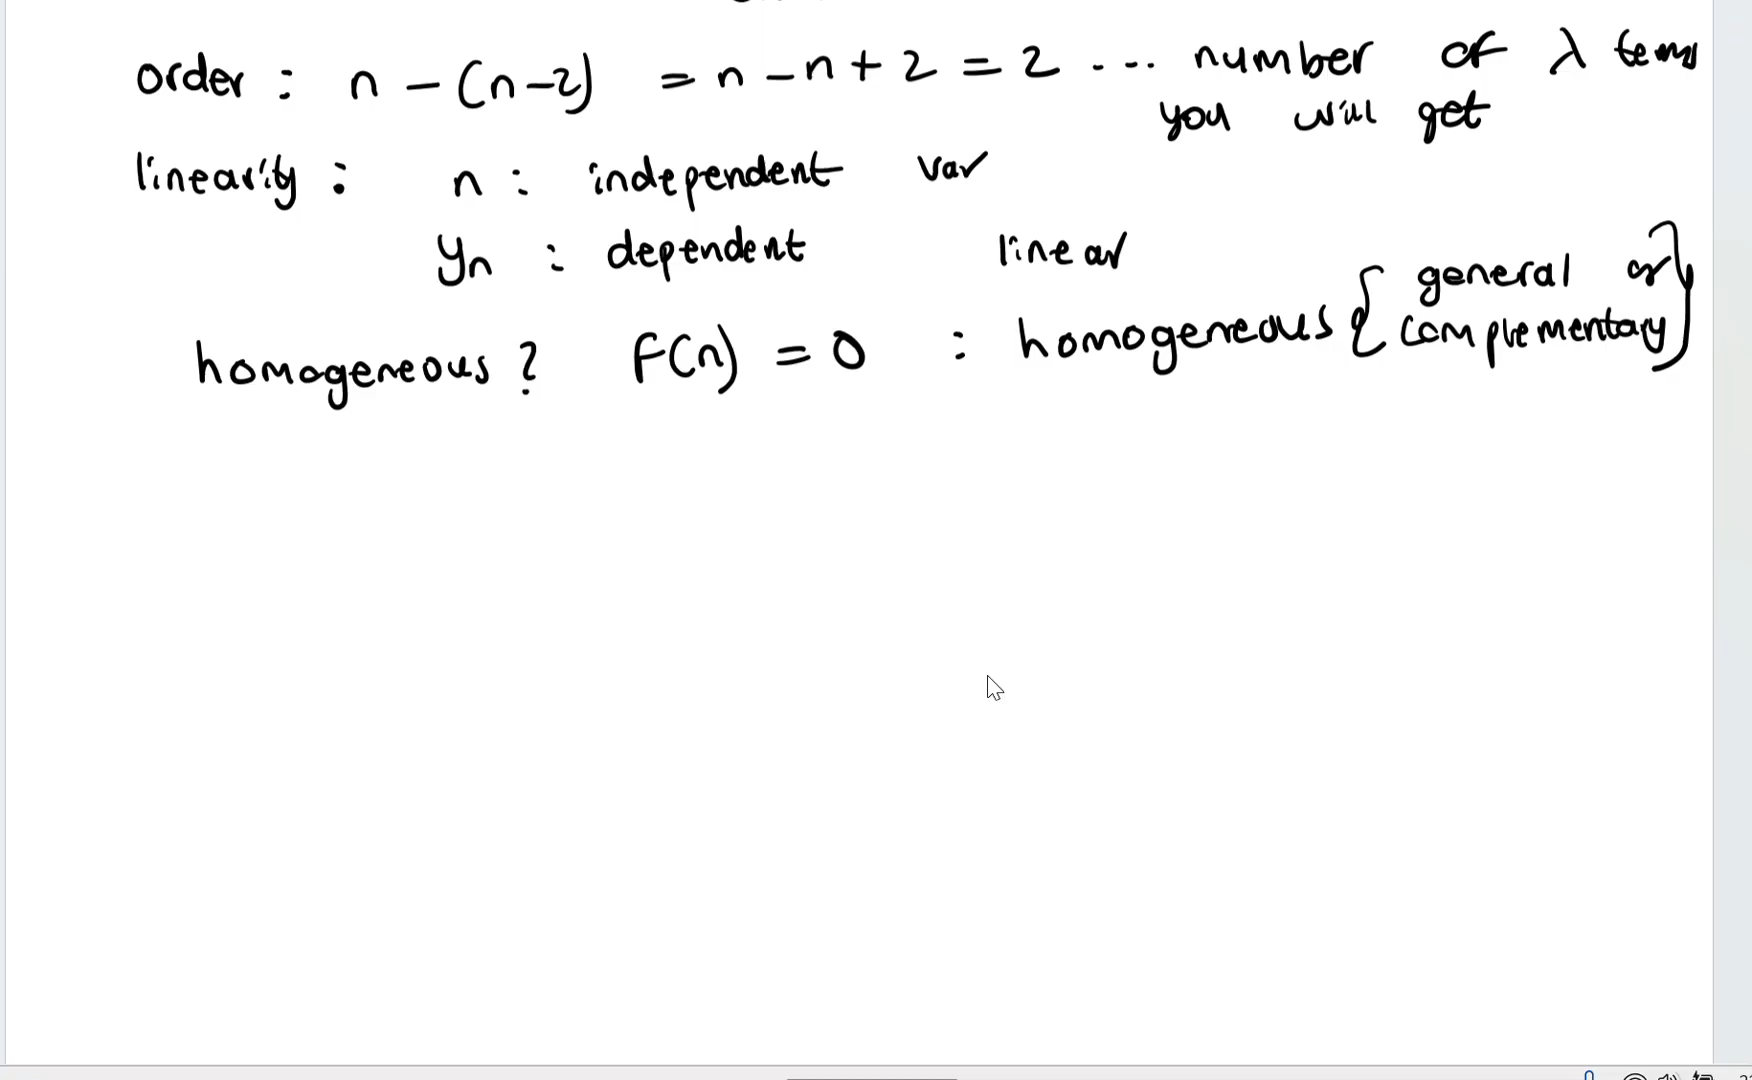 order : n - (n-2) = n - n + 2 = 2 - -- number of λ tems
you will get
linearity : n : independent var
yn : dependent linear
homogeneous ? F(n) = 0 : homogeneous { general or
complementary }